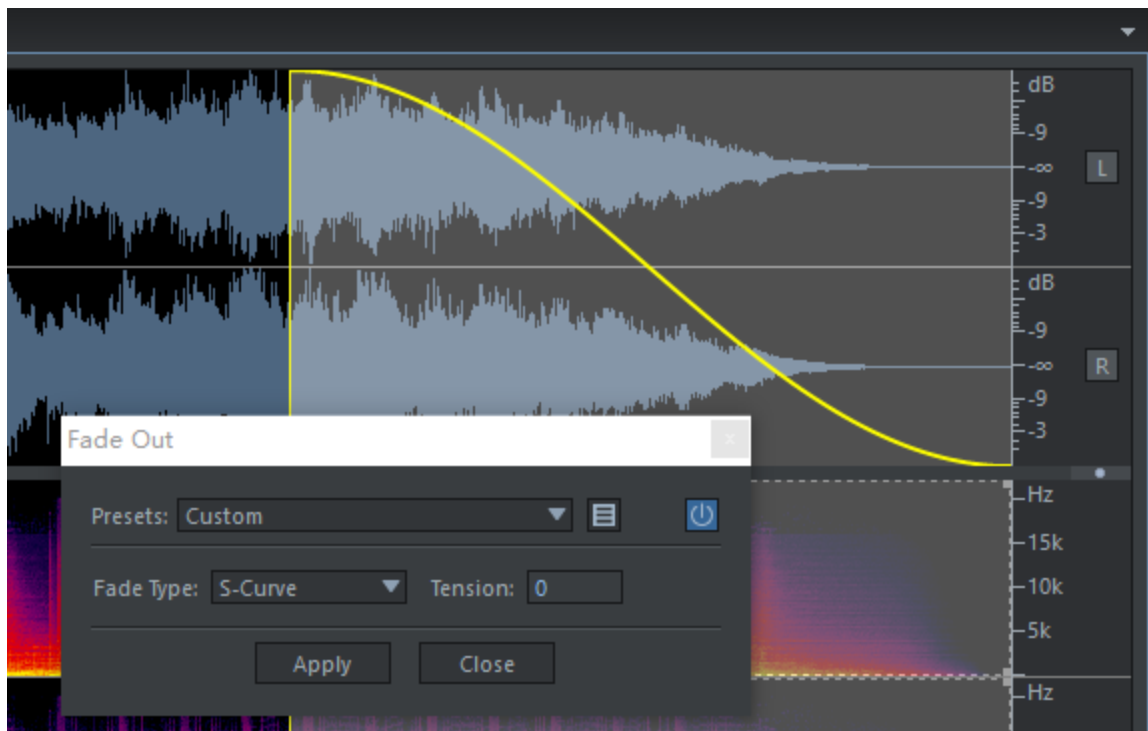 dB
-9
-∞
L
-9
-3
dB
-9
-∞
R
-9
-3
Fade Out
x
Presets: Custom
Fade Type: S-Curve Tension: 0
Apply Close
Hz
15k
10k
5k
Hz